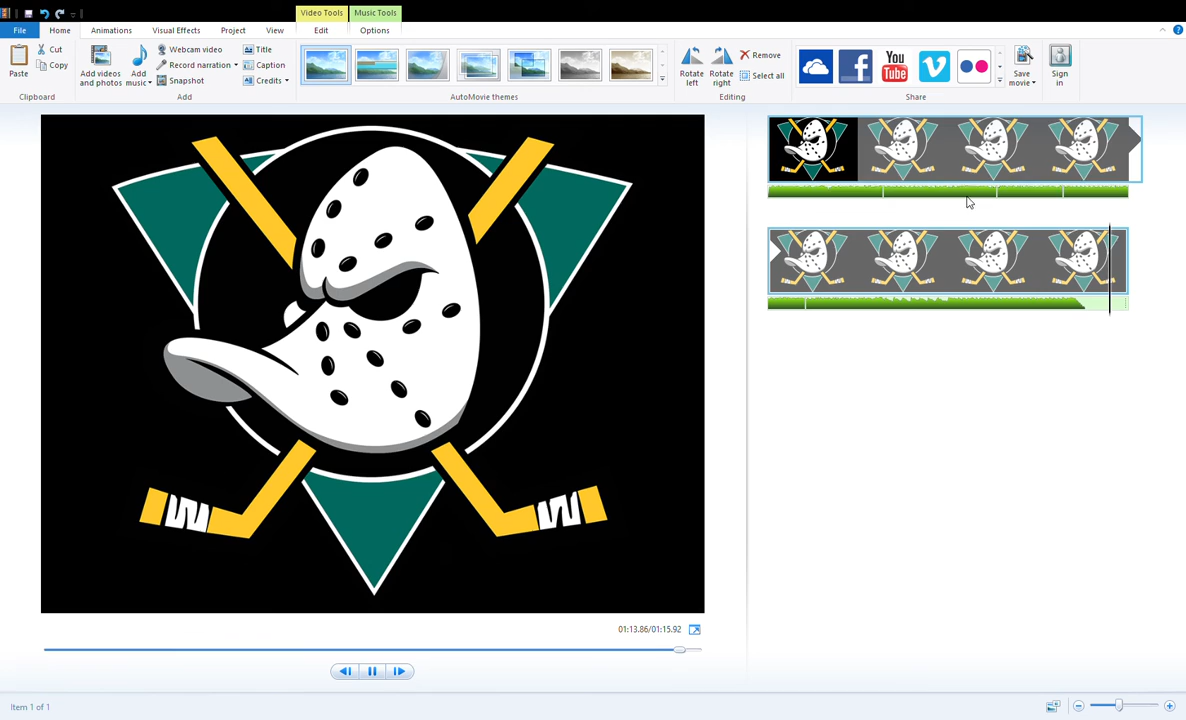 Video Tools Music Tools
File Home Animations Visual Effects Project View Edit Options
Paste
Cut
Copy
Clipboard
Add videos and photos
Add music
Webcam video
Record narration
Snapshot
Title
Caption
Credits
Add
AutoMovie themes
Rotate left
Rotate right
Remove
Select all
Editing
You Tube
Share
Save movie
Sign in
01:13.86/01:15.92
Item 1 of 1